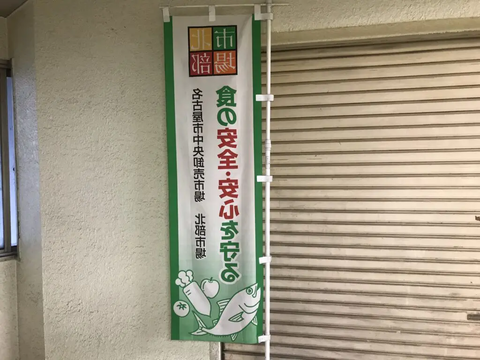 北部市場
食の安全・安心を守る
名古屋市中央卸売市場 北部市場